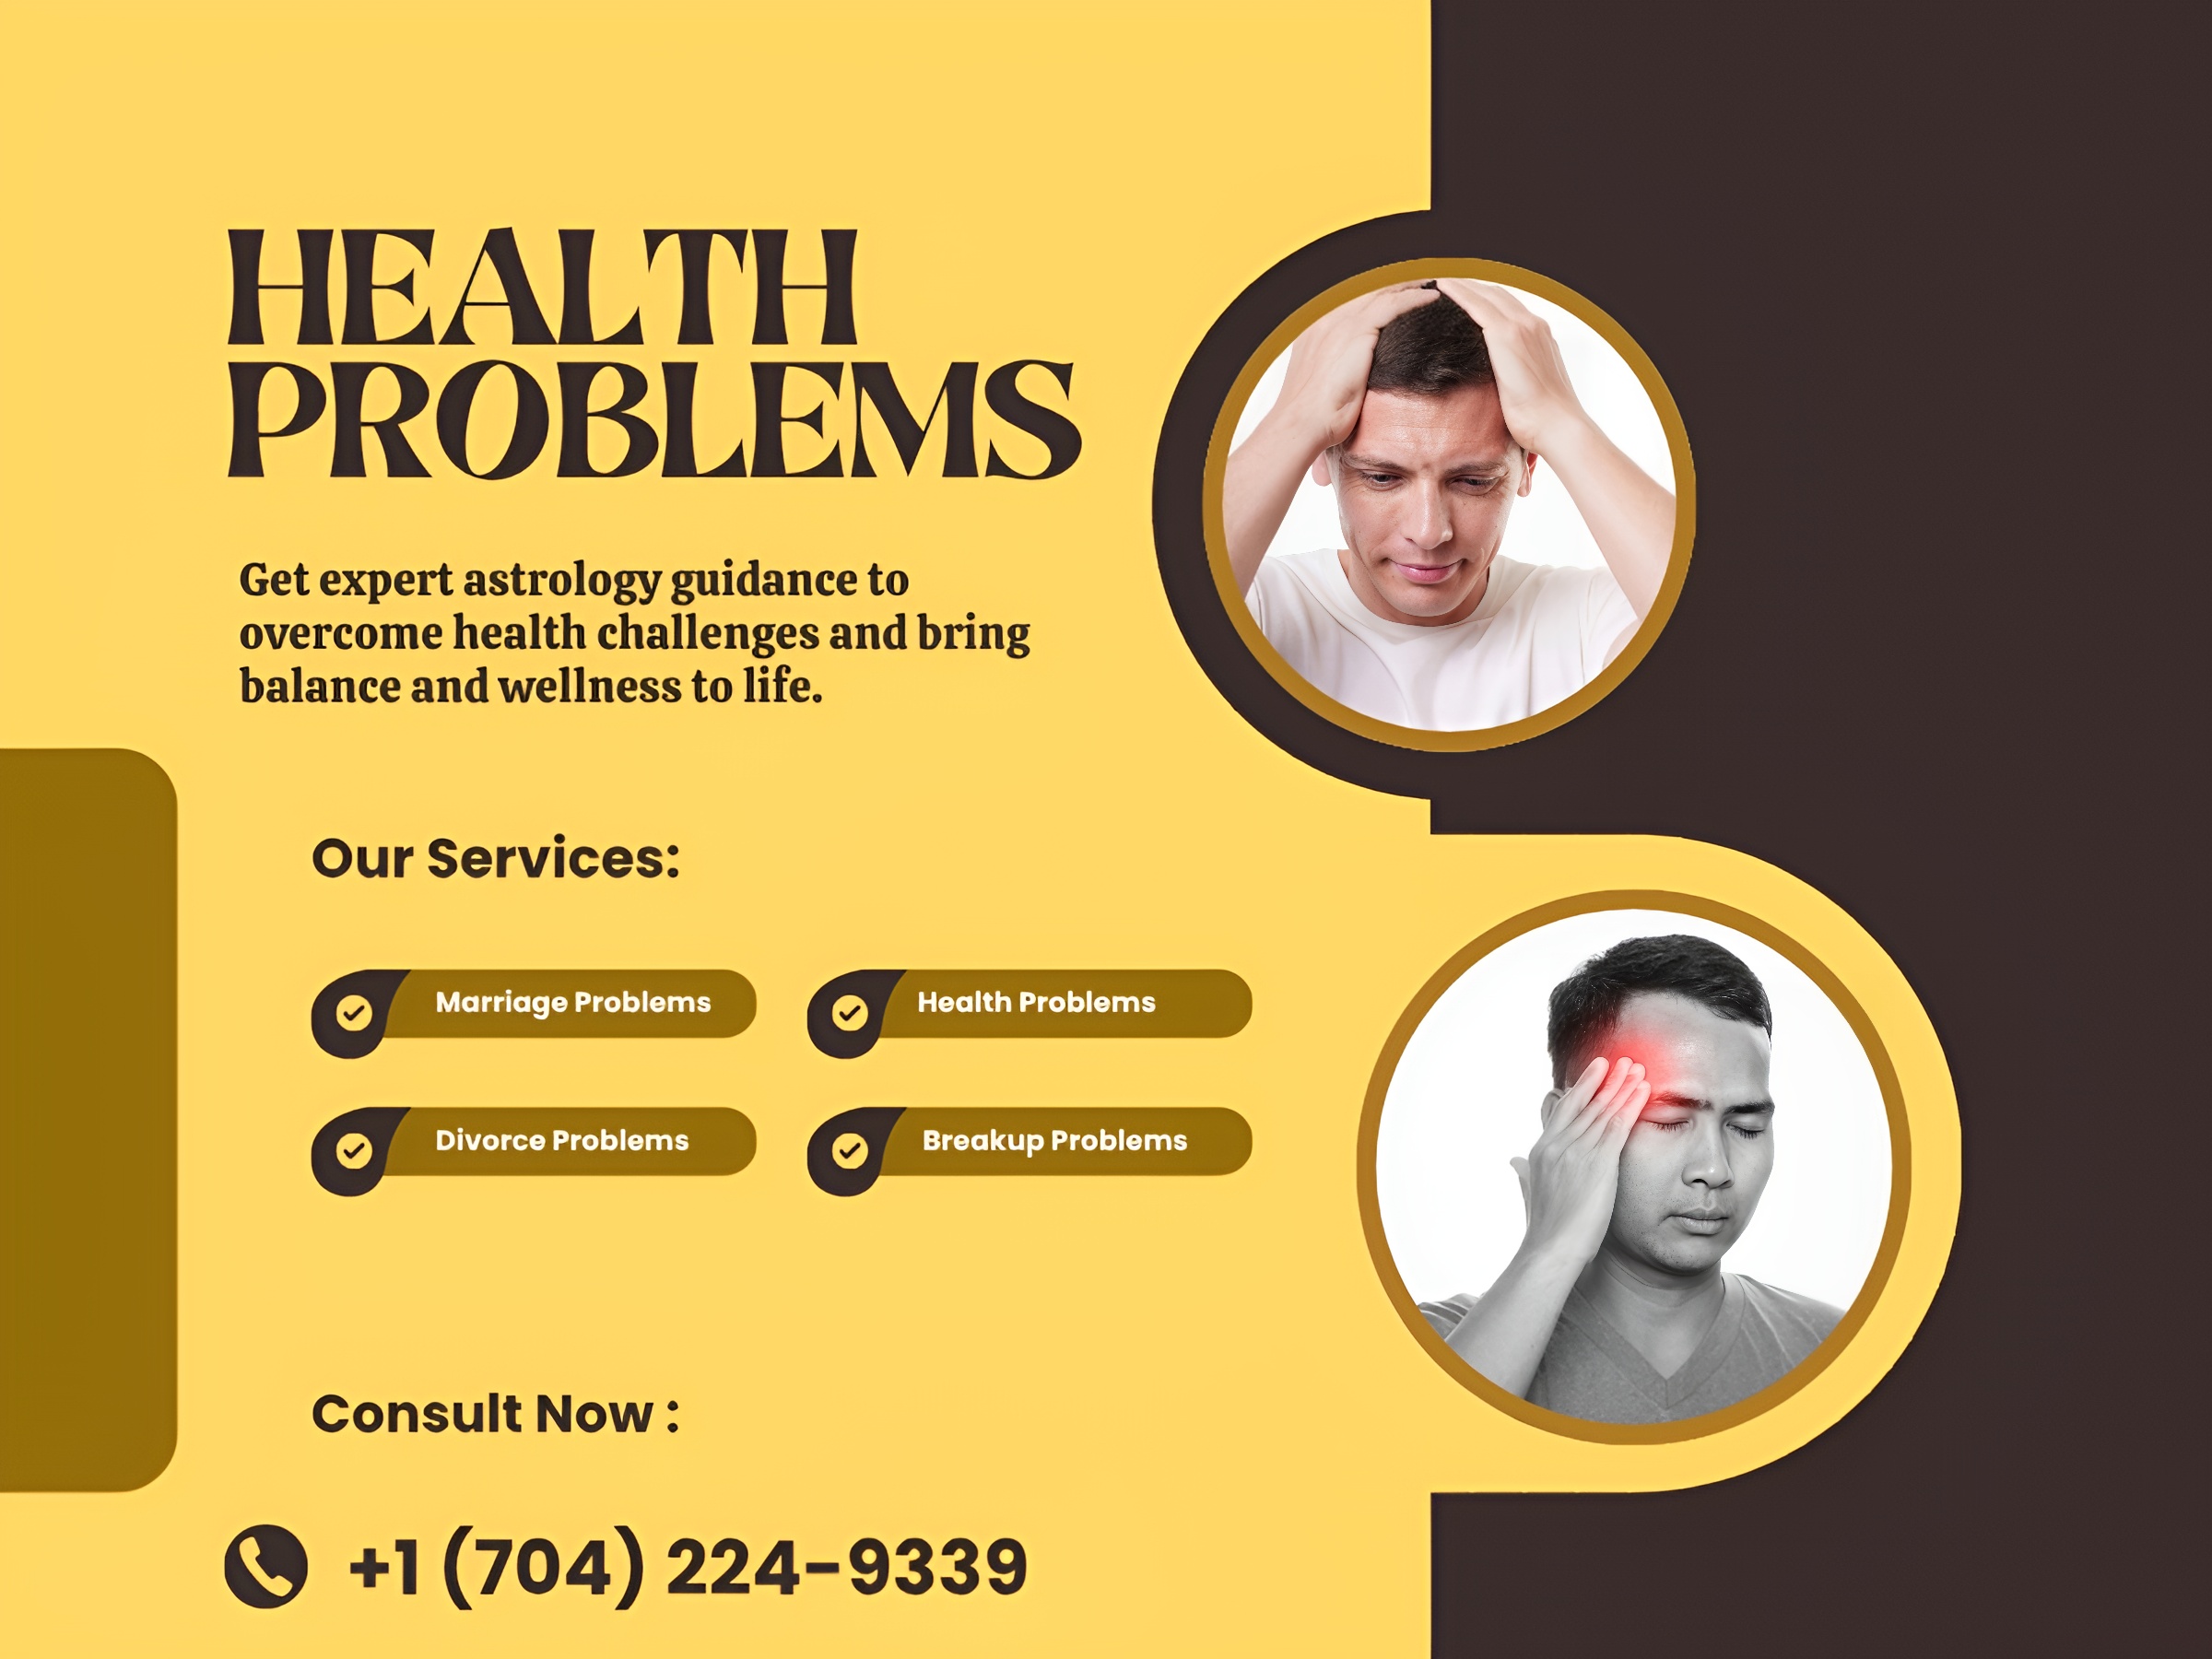 HEALTH
PROBLEMS
Get expert astrology guidance to
overcome health challenges and bring
balance and wellness to life.
Our Services:
Marriage Problems
Health Problems
Divorce Problems
Breakup Problems
Consult Now :
+1 (704) 224-9339